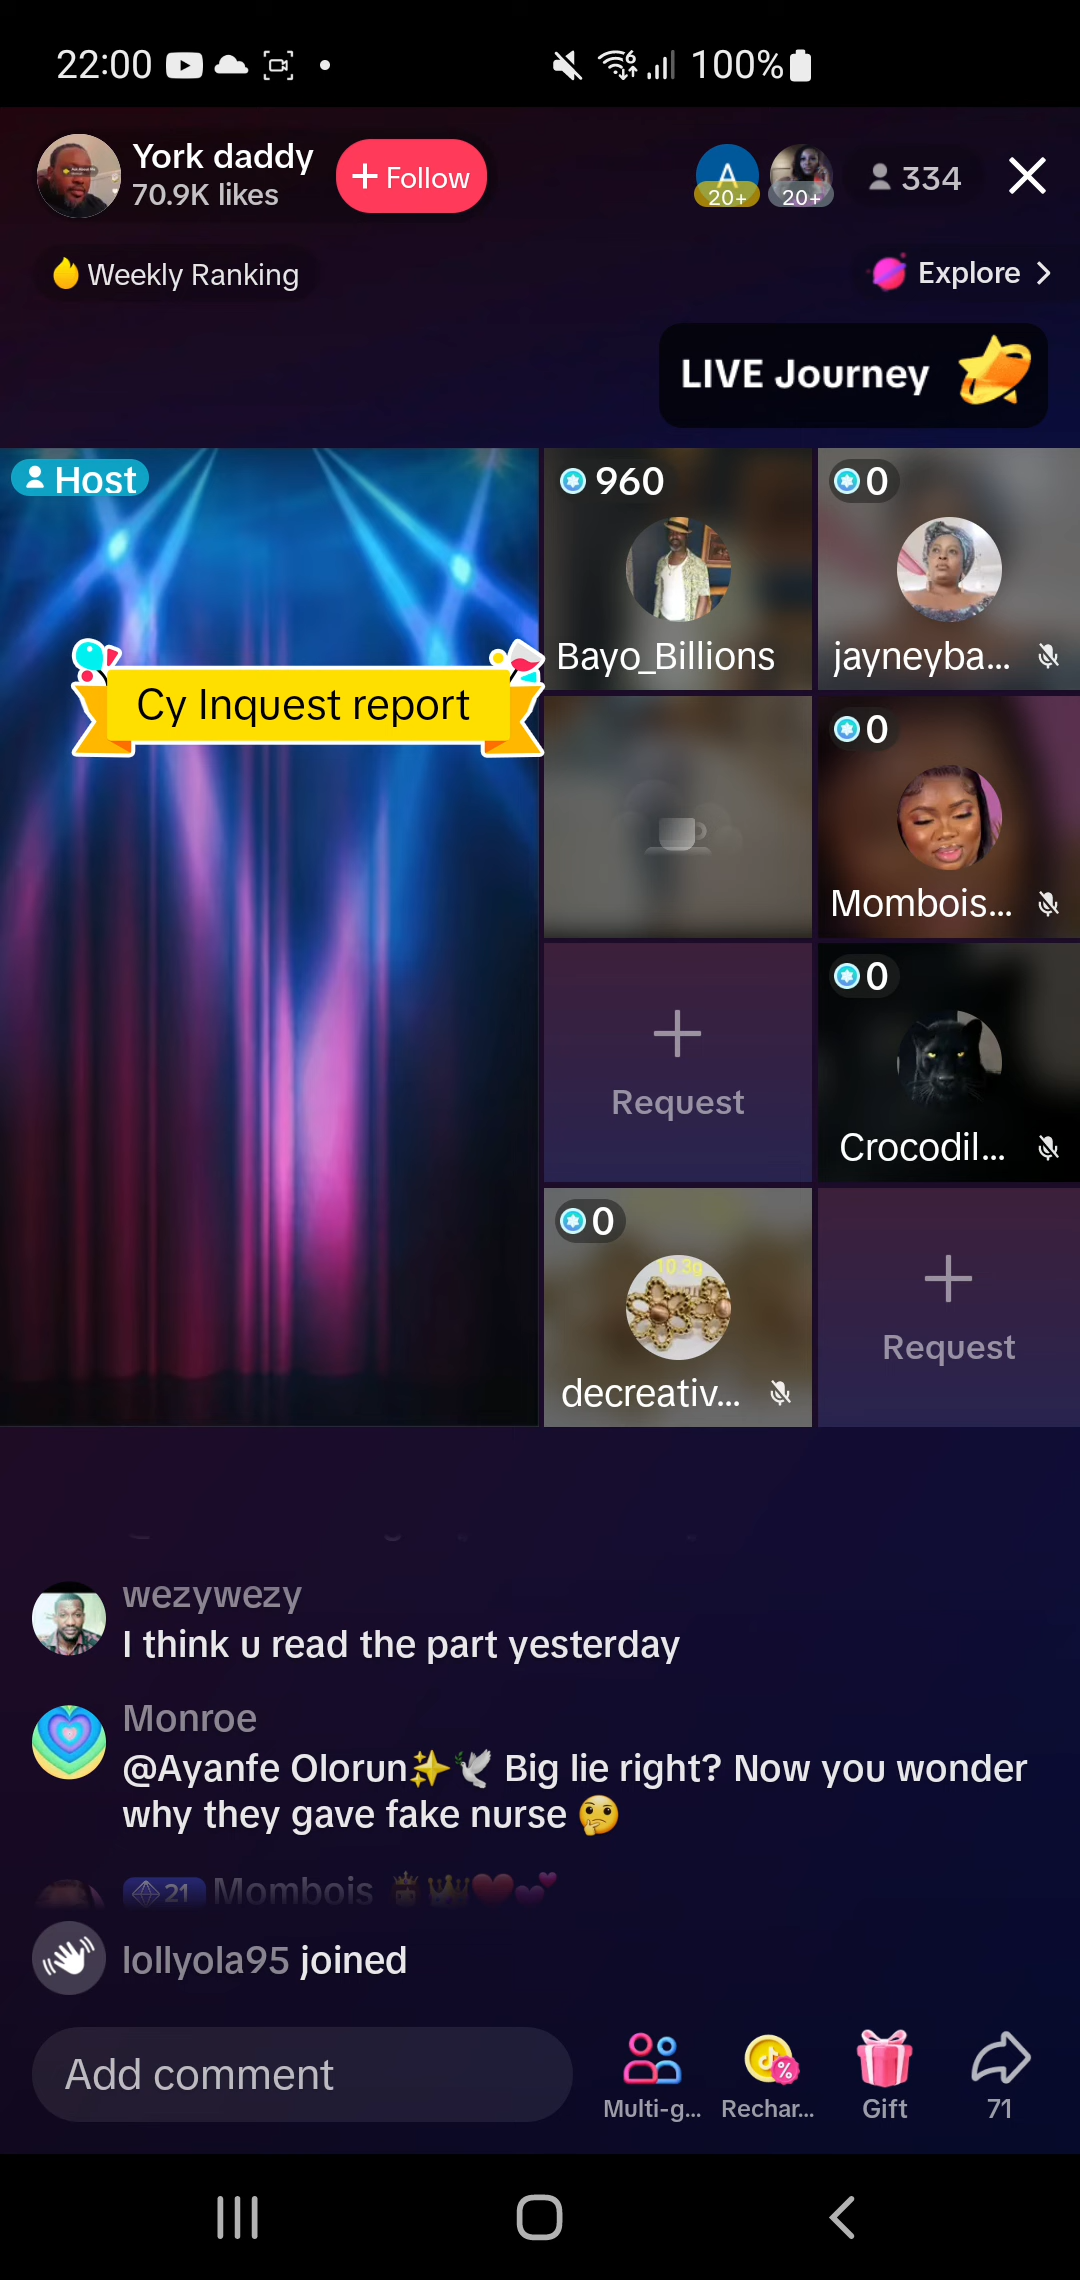 22:00
100%
York daddy
70.9K likes
+ Follow
A
20+
20+
334
Weekly Ranking
Explore
LIVE Journey
Host
Cy Inquest report
960
Bayo_Billions
0
jayneyba...
0
Mombois...
Request
0
Crocodil...
0
10.3g
decreativ...
Request
wezywezy
I think u read the part yesterday
Monroe
@Ayanfe Olorun✨🕊️ Big lie right? Now you wonder
why they gave fake nurse 🤔
21 Mombois
lollyola95 joined
Add comment
Multi-g...
Rechar...
Gift
71